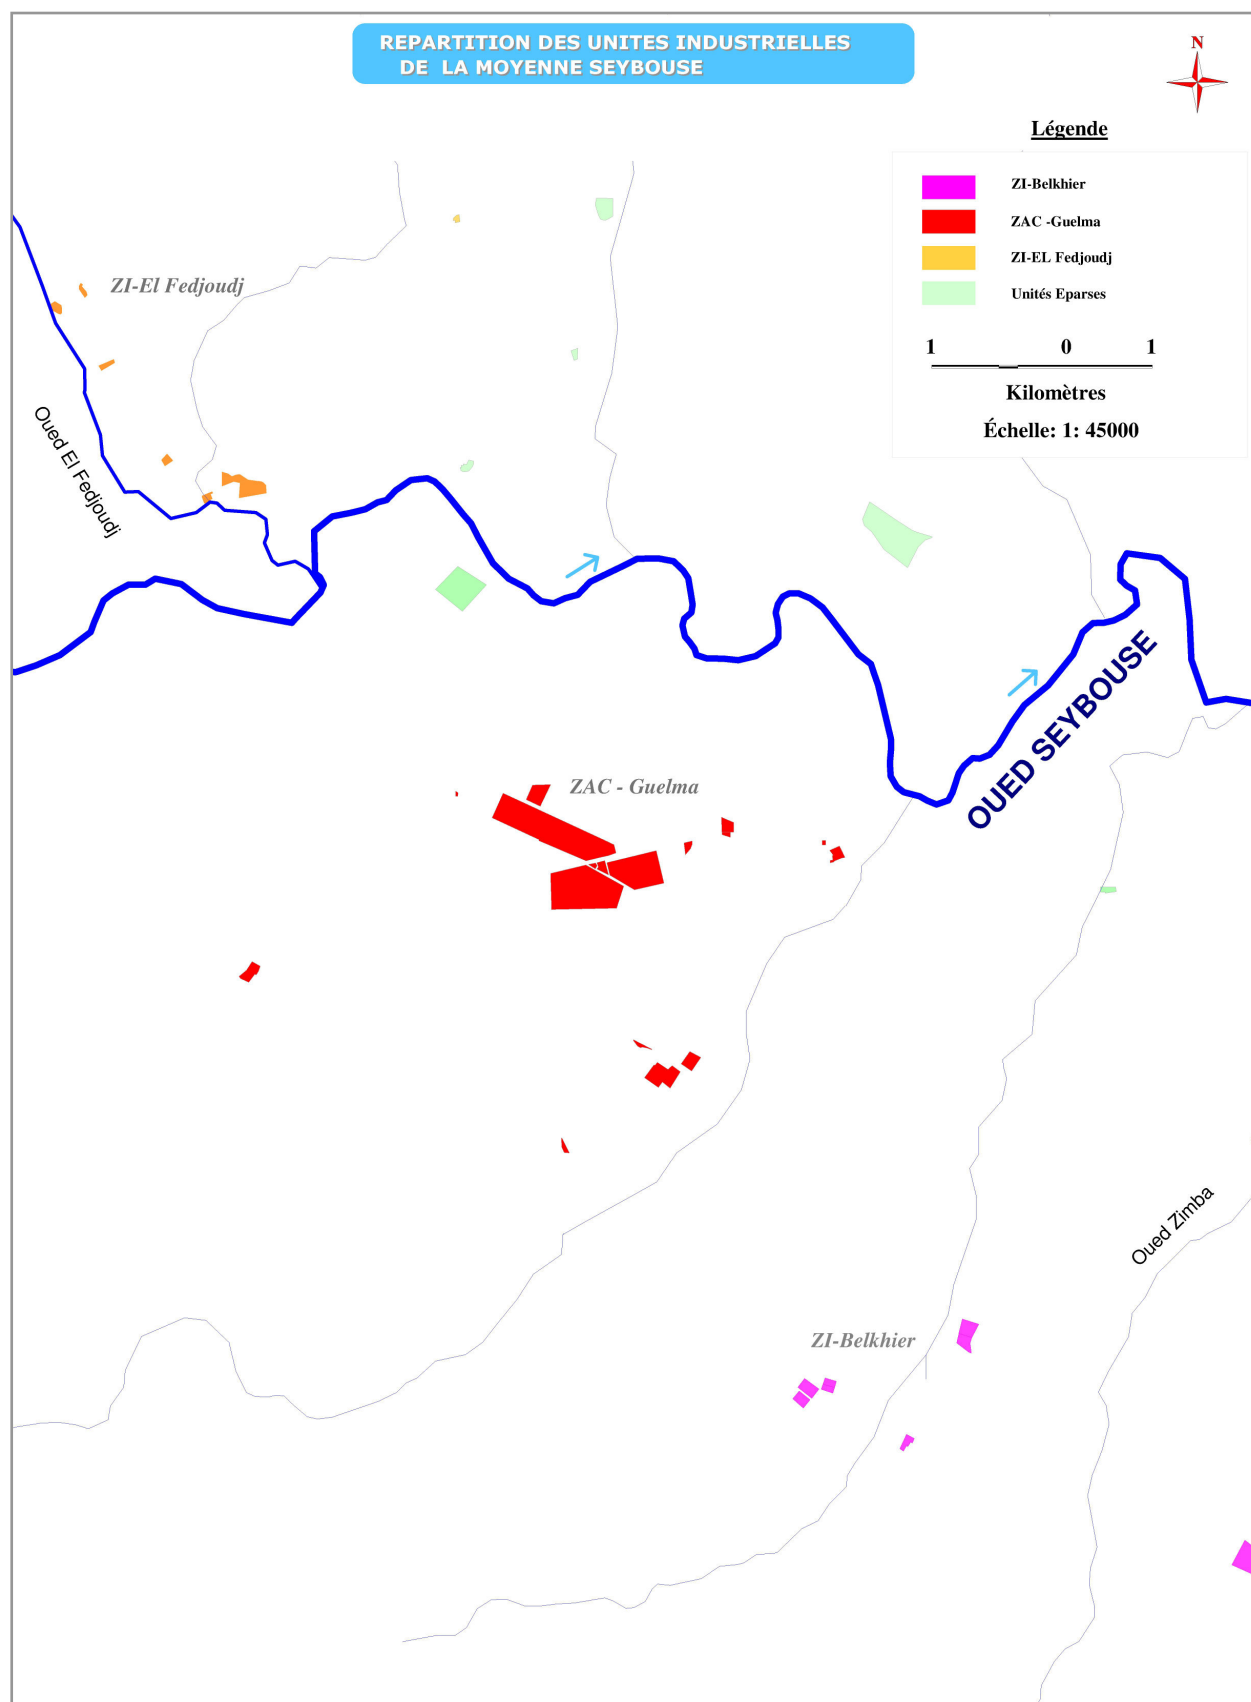 REPARTITION DES UNITES INDUSTRIELLES
DE LA MOYENNE SEYBOUSE
N
Légende
ZI-Belkhier
ZAC -Guelma
ZI-EL Fedjoudj
Unités Eparses
1 0 1
Kilomètres
Échelle: 1: 45000
ZI-El Fedjoudj
Oued El Fedjoudj
OUED SEYBOUSE
ZAC - Guelma
Oued Zimba
ZI-Belkhier